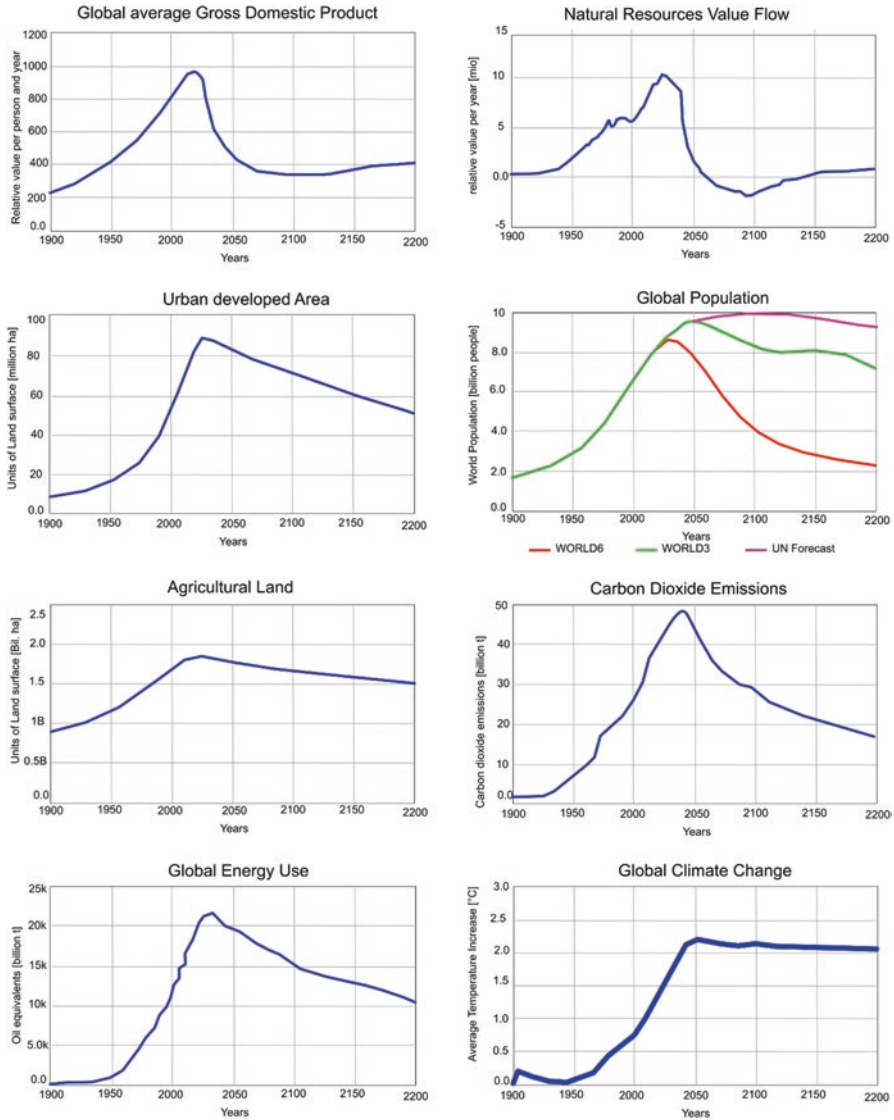 Global average Gross Domestic Product
Relative value per person and year
1200
1000
800
600
400
200
0.0
1900 1950 2000 2050 2100 2150 2200
Years
Natural Resources Value Flow
relative value per year [mio]
15
10
5
0.0
-5
1900 1950 2000 2050 2100 2150 2200
Years
Urban developed Area
Units of Land surface [million ha]
100
80
60
40
20
0.0
1900 1950 2000 2050 2100 2150 2200
Years
Global Population
World Population [billion people]
10
8.0
6.0
4.0
2.0
0.0
1900 1950 2000 2050 2100 2150 2200
Years
WORLD6 WORLD3 UN Forecast
Agricultural Land
Units of Land surface [Bil. ha]
2.5
2.0
1.5
1B
0.5B
0.0
1900 1950 2000 2050 2100 2150 2200
Years
Carbon Dioxide Emissions
Carbon dioxide emissions [billion t]
50
40
30
20
10
0.0
1900 1950 2000 2050 2100 2150 2200
Years
Global Energy Use
Oil equivalents [billion t]
25k
20k
15k
10k
5.0k
0.0
1900 1950 2000 2050 2100 2150 2200
Years
Global Climate Change
Average Temperature Increase [°C]
3.0
2.5
2.0
1.5
1.0
0.5
0.0
1900 1950 2000 2050 2100 2150 2200
Years